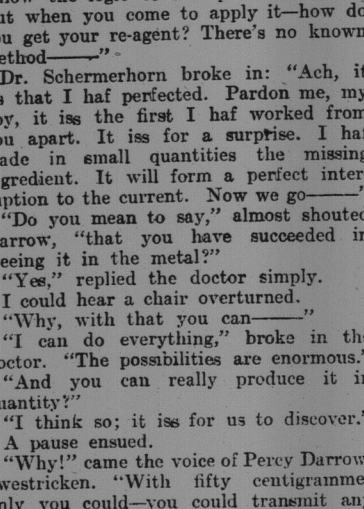 ut when you come to apply it—how do
u get your re-agent? There's no known
ethod——"
Dr. Schermerhorn broke in: "Ach, it
s that I haf perfected. Pardon me, my
oy, it iss the first I haf worked from
ou apart. It iss for a surprise. I haf
ade in small quantities the missing
gredient. It will form a perfect inter
uption to the current. Now we go——"
"Do you mean to say," almost shouted
arrow, "that you have succeeded in
eeing it in the metal?"
"Yes," replied the doctor simply.
I could hear a chair overturned.
"Why, with that you can——"
"I can do everything," broke in the
octor. "The possibilities are enormous."
"And you can really produce it in
uantity?"
"I think so; it iss for us to discover."
A pause ensued.
"Why!" came the voice of Percy Darrow
westricken. "With fifty centigrammes
nly you could—you could transmit any